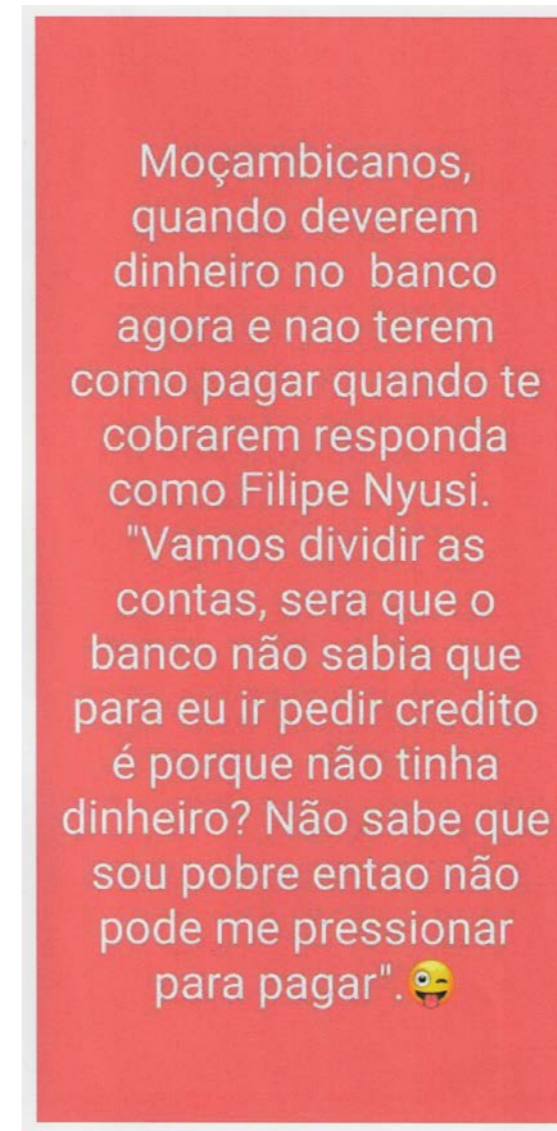 Moçambicanos,
quando deverem
dinheiro no  banco
agora e nao terem
como pagar quando te
cobrarem responda
como Filipe Nyusi.
"Vamos dividir as
contas, sera que o
banco não sabia que
para eu ir pedir credito
é porque não tinha
dinheiro? Não sabe que
sou pobre entao não
pode me pressionar
para pagar".😜